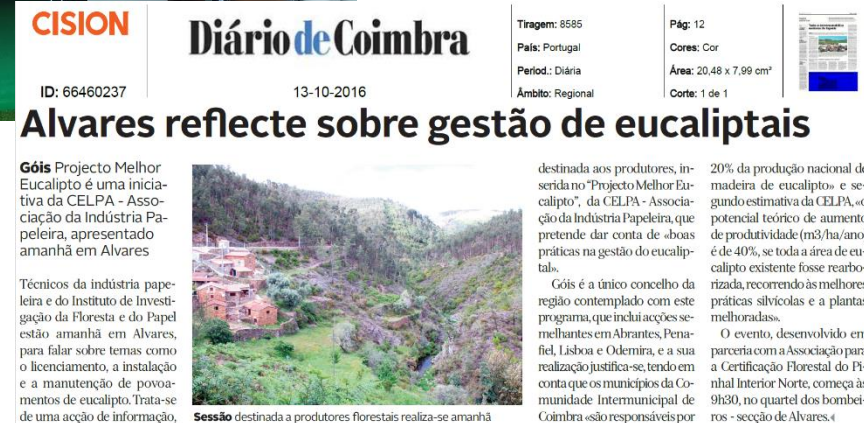 CISION
Diário de Coimbra
ID: 66460237
13-10-2016
Tiragem: 8585
País: Portugal
Period.: Diária
Âmbito: Regional
Pág: 12
Cores: Cor
Área: 20,48 x 7,99 cm²
Corte: 1 de 1
Alvares reflecte sobre gestão de eucaliptais
Góis Projecto Melhor
Eucalipto é uma inicia-
tiva da CELPA - Asso-
ciação da Indústria Pa-
peleira, apresentado
amanhã em Alvares
Técnicos da indústria pape-
leira e do Instituto de Investi-
gação da Floresta e do Papel
estão amanhã em Alvares,
para falar sobre temas como
o licenciamento, a instalação
e a manutenção de povoa-
mentos de eucalipto. Trata-se
de uma acção de informação,
Sessão destinada a produtores florestais realiza-se amanhã
destinada aos produtores, in-
serida no "Projecto Melhor Eu-
calipto", da CELPA - Associa-
ção da Indústria Papeleira, que
pretende dar conta de «boas
práticas na gestão do eucalip-
tal».
Góis é o único concelho da
região contemplado com este
programa, que inclui acções se-
melhantes em Abrantes, Pena-
fiel, Lisboa e Odemira, e a sua
realização justifica-se, tendo em
conta que os municípios da Co-
munidade Intermunicipal de
Coimbra «são responsáveis por
20% da produção nacional de
madeira de eucalipto» e se-
gundo estimativa da CELPA, «o
potencial teórico de aumento
de produtividade (m3/ha/ano)
é de 40%, se toda a área de eu-
calipto existente fosse rearbo-
rizada, recorrendo às melhores
práticas silvícolas e a plantas
melhoradas».
O evento, desenvolvido em
parceria com a Associação para
a Certificação Florestal do Pi-
nhal Interior Norte, começa às
9h30, no quartel dos bombei-
ros - secção de Alvares.